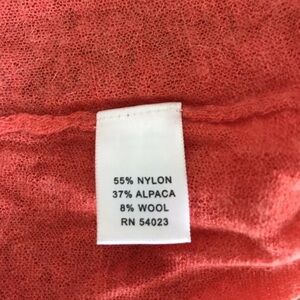 55% NYLON
37% ALPACA
8% WOOL
RN 54023